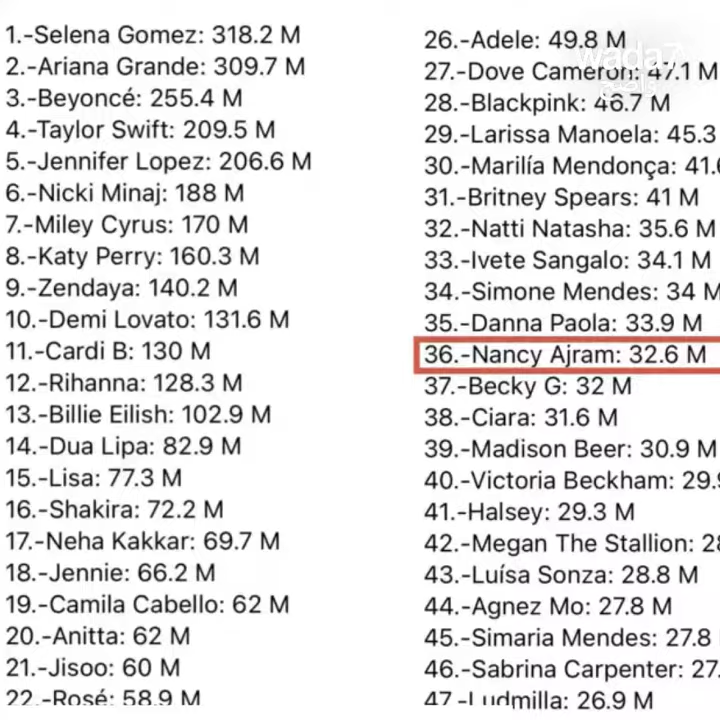 1.-Selena Gomez: 318.2 M
2.-Ariana Grande: 309.7 M
3.-Beyoncé: 255.4 M
4.-Taylor Swift: 209.5 M
5.-Jennifer Lopez: 206.6 M
6.-Nicki Minaj: 188 M
7.-Miley Cyrus: 170 M
8.-Katy Perry: 160.3 M
9.-Zendaya: 140.2 M
10.-Demi Lovato: 131.6 M
11.-Cardi B: 130 M
12.-Rihanna: 128.3 M
13.-Billie Eilish: 102.9 M
14.-Dua Lipa: 82.9 M
15.-Lisa: 77.3 M
16.-Shakira: 72.2 M
17.-Neha Kakkar: 69.7 M
18.-Jennie: 66.2 M
19.-Camila Cabello: 62 M
20.-Anitta: 62 M
21.-Jisoo: 60 M
22.-Rosé: 58.9 M
26.-Adele: 49.8 M
27.-Dove Cameron: 47.1 M
28.-Blackpink: 46.7 M
29.-Larissa Manoela: 45.3
30.-Marilía Mendonça: 41.
31.-Britney Spears: 41 M
32.-Natti Natasha: 35.6 M
33.-Ivete Sangalo: 34.1 M
34.-Simone Mendes: 34 M
35.-Danna Paola: 33.9 M
36.-Nancy Ajram: 32.6 M
37.-Becky G: 32 M
38.-Ciara: 31.6 M
39.-Madison Beer: 30.9 M
40.-Victoria Beckham: 29.9
41.-Halsey: 29.3 M
42.-Megan The Stallion: 28
43.-Luísa Sonza: 28.8 M
44.-Agnez Mo: 27.8 M
45.-Simaria Mendes: 27.8
46.-Sabrina Carpenter: 27.
47.-Ludmilla: 26.9 M